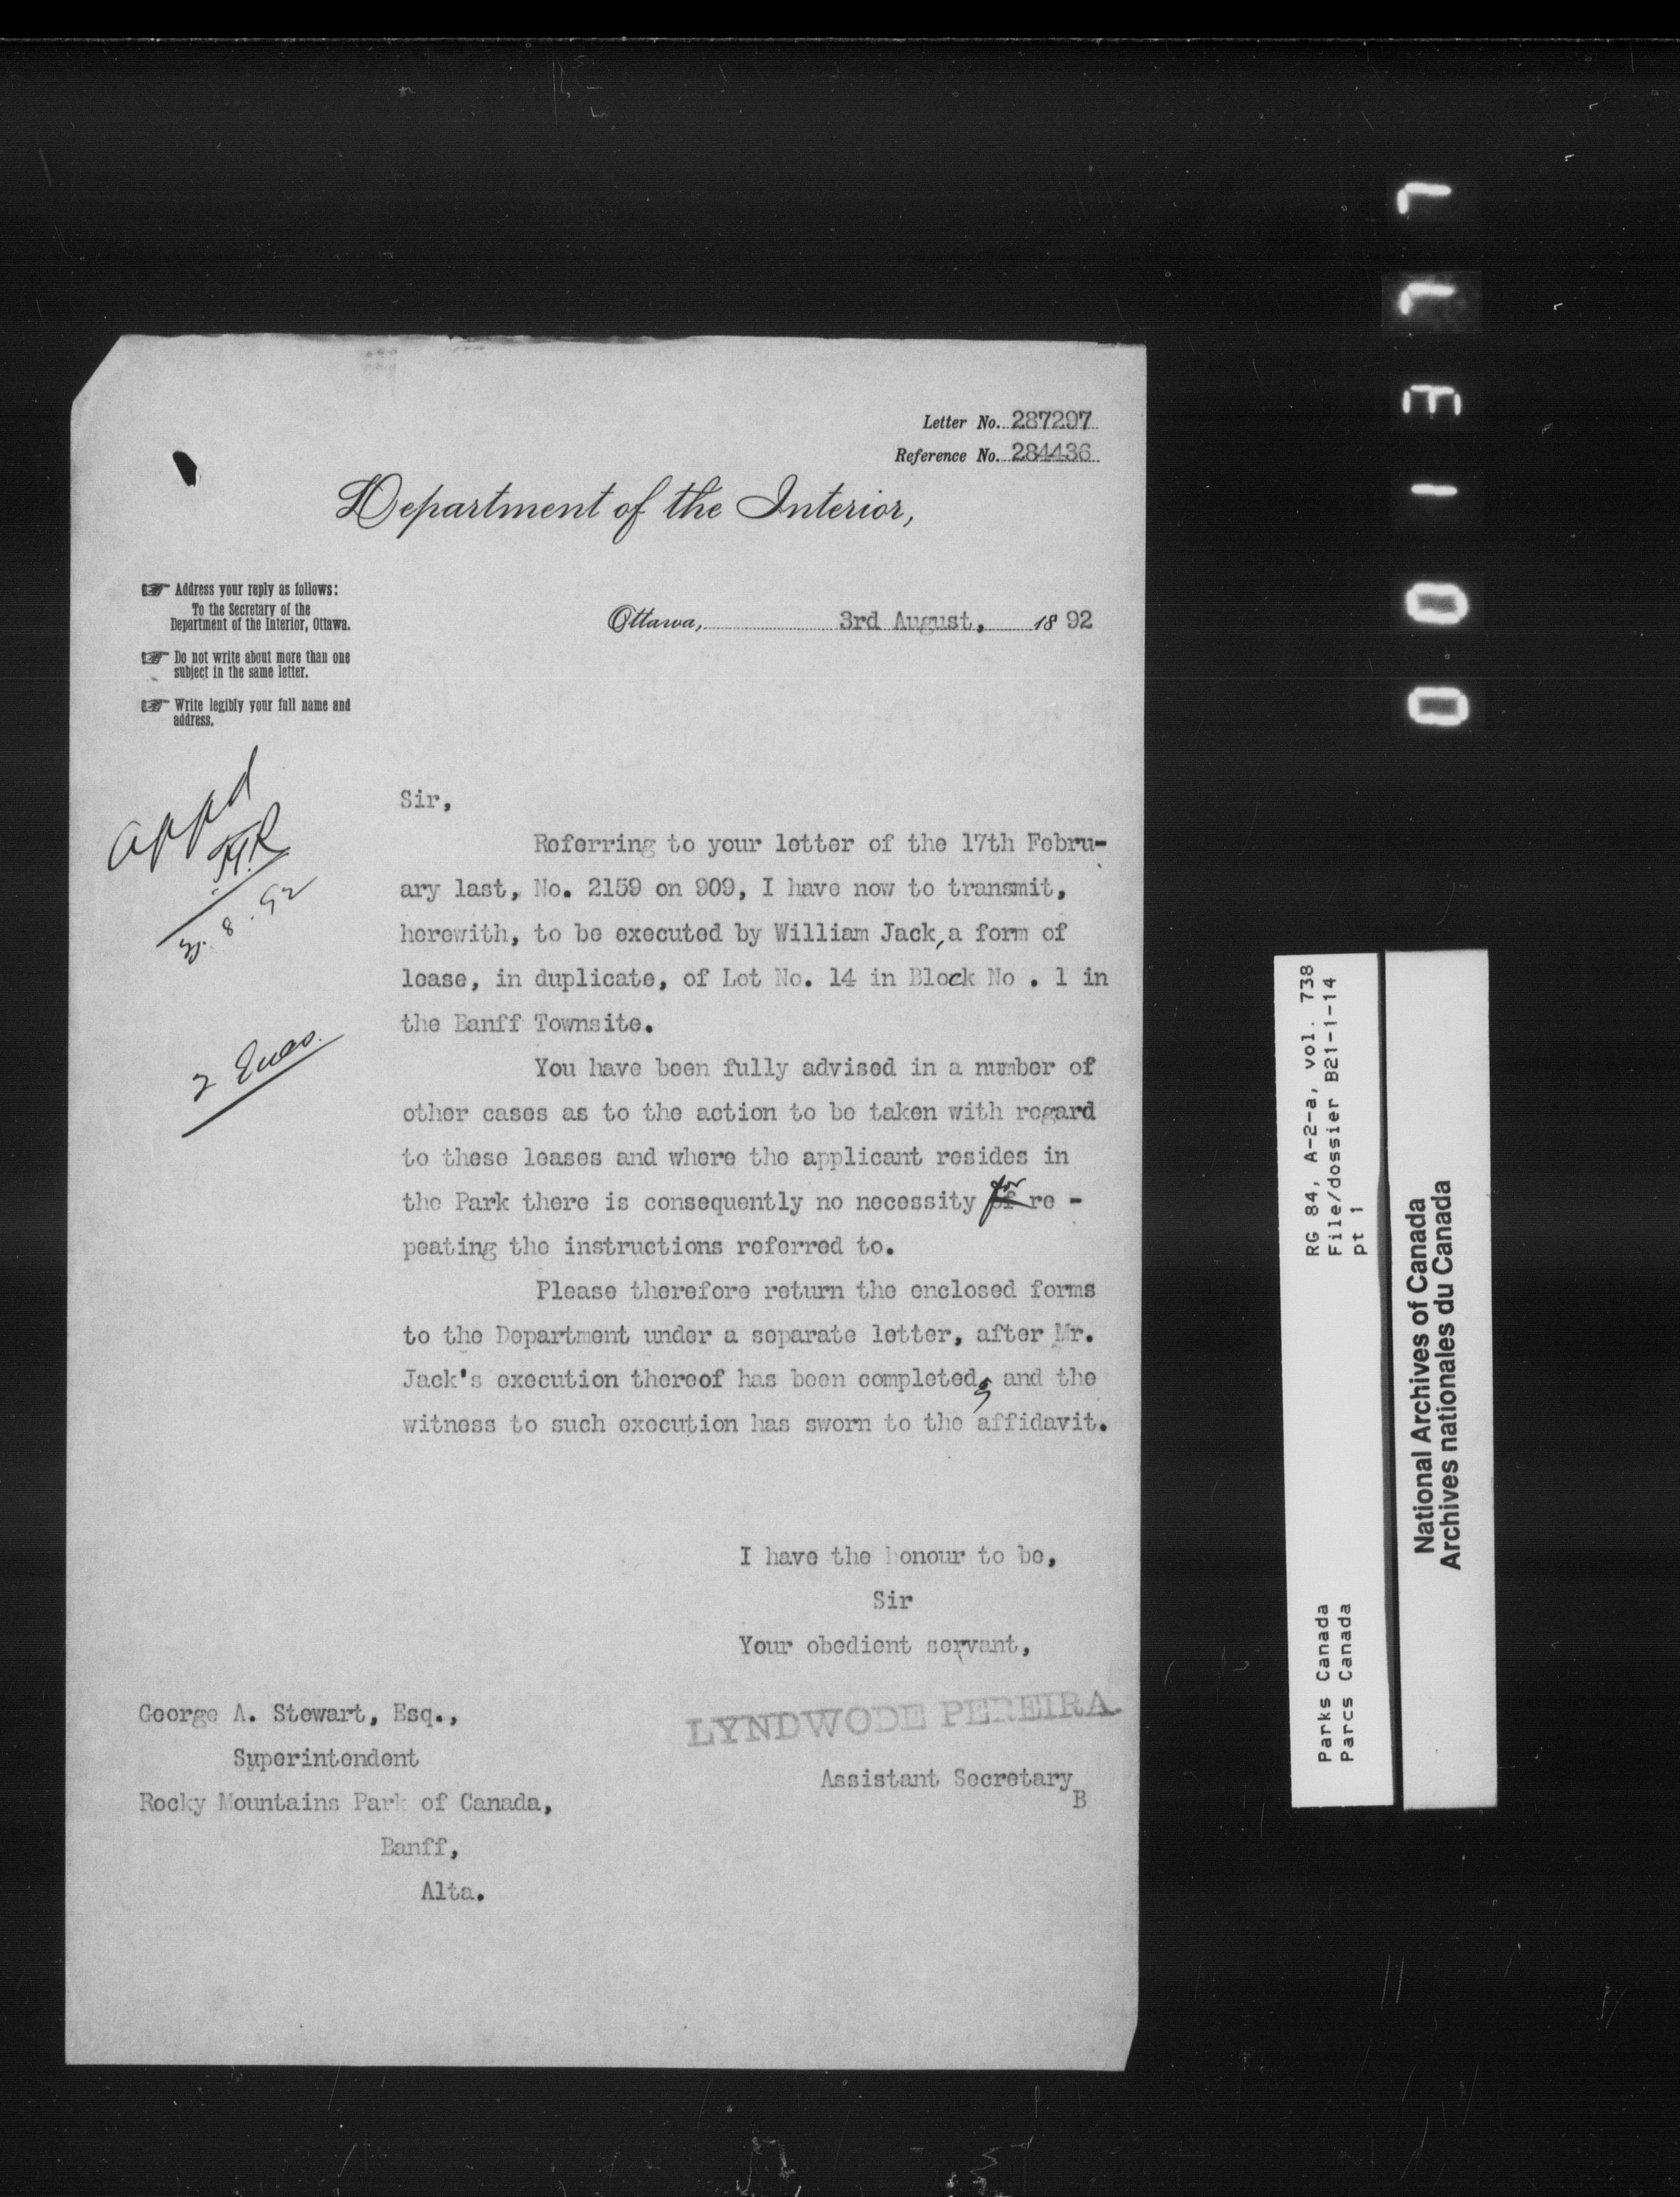 Letter No. 287297
Reference No. 284436
Department of the Interior,
Address your reply as follows:
To the Secretary of the
Department of the Interior, Ottawa.
Do not write about more than one
subject in the same letter.
Write legibly your full name and
address.
Ottawa, 3rd August, 1892
appd
2 Encs.
Sir,
Referring to your letter of the 17th Febru-
ary last, No. 2159 on 909, I have now to transmit,
herewith, to be executed by William Jack, a form of
lease, in duplicate, of Lot No. 14 in Block No . 1 in
the Banff Townsite.
You have been fully advised in a number of
other cases as to the action to be taken with regard
to these leases and where the applicant resides in
the Park there is consequently no necessity for re -
peating the instructions referred to.
Please therefore return the enclosed forms
to the Department under a separate letter, after Mr.
Jack's execution thereof has been completed, and the
witness to such execution has sworn to the affidavit.
I have the honour to be,
Sir
Your obedient servant,
LYNDWODE PEREIRA.
Assistant Secretary
B
George A. Stewart, Esq.,
Superintendent
Rocky Mountains Park of Canada,
Banff,
Alta.
RG 84, A-2-a, vol. 738
File/dossier B21-1-14
pt 1
Parks Canada
Parcs Canada
National Archives of Canada
Archives nationales du Canada